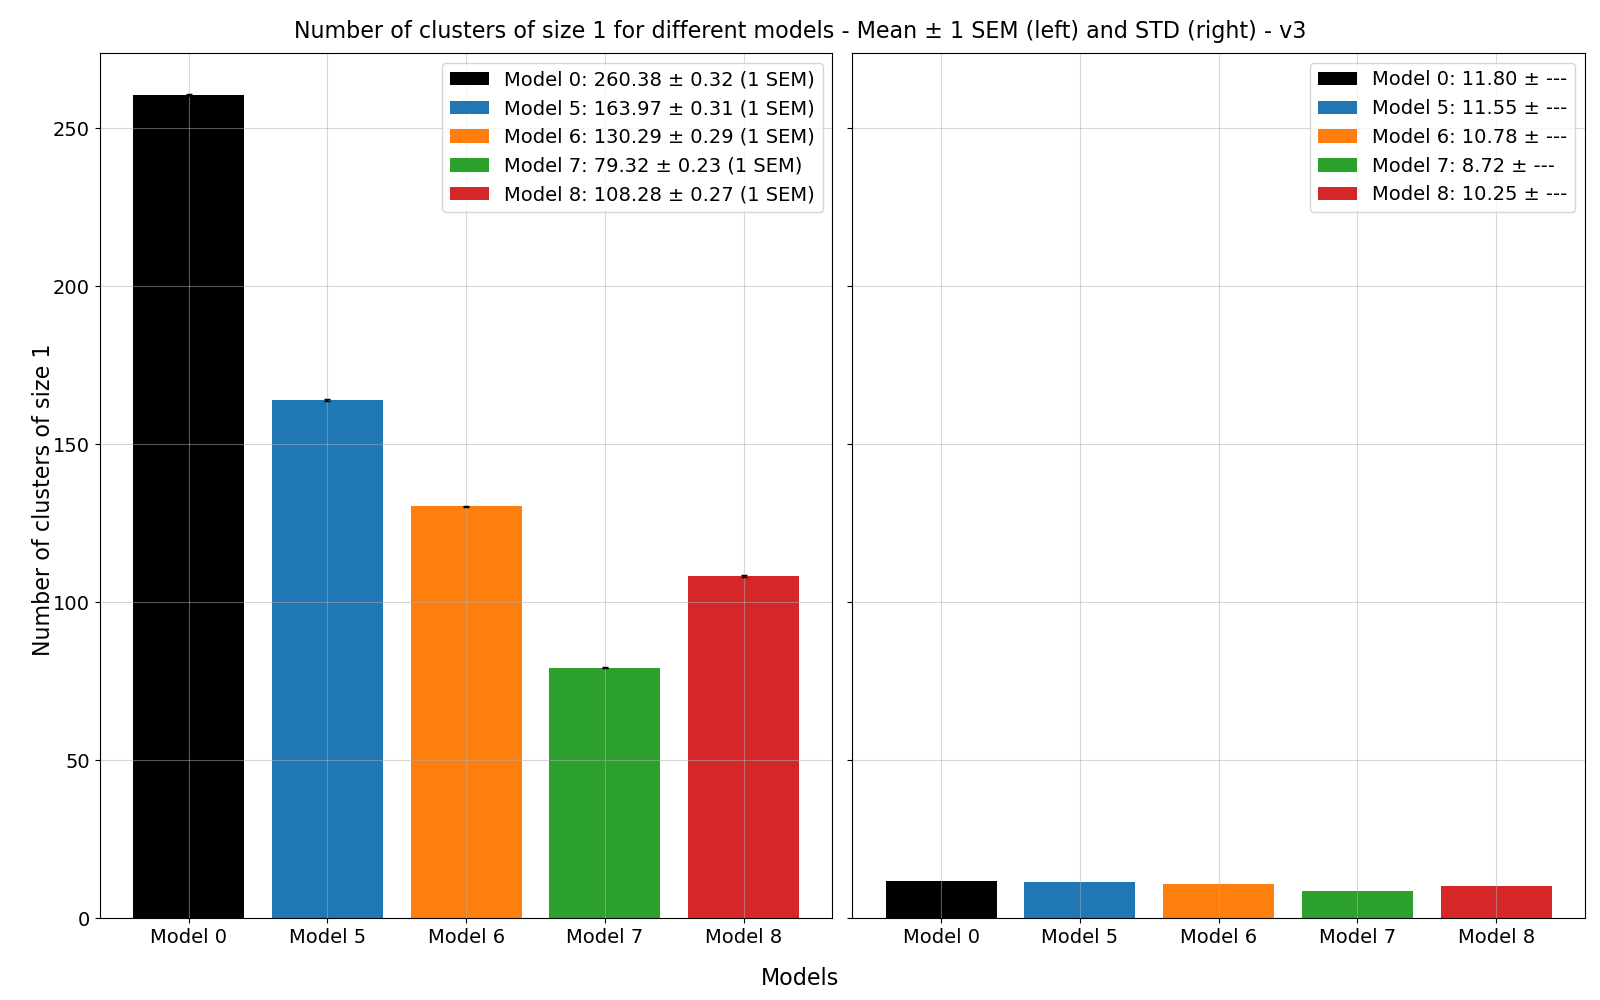 Number of clusters of size 1 for different models - Mean ± 1 SEM (left) and STD (right) - v3
Number of clusters of size 1
250
200
150
100
50
0
Model 0: 260.38 ± 0.32 (1 SEM)
Model 5: 163.97 ± 0.31 (1 SEM)
Model 6: 130.29 ± 0.29 (1 SEM)
Model 7: 79.32 ± 0.23 (1 SEM)
Model 8: 108.28 ± 0.27 (1 SEM)
Model 0
Model 5
Model 6
Model 7
Model 8
Model 0: 11.80 ± ---
Model 5: 11.55 ± ---
Model 6: 10.78 ± ---
Model 7: 8.72 ± ---
Model 8: 10.25 ± ---
Model 0
Model 5
Model 6
Model 7
Model 8
Models